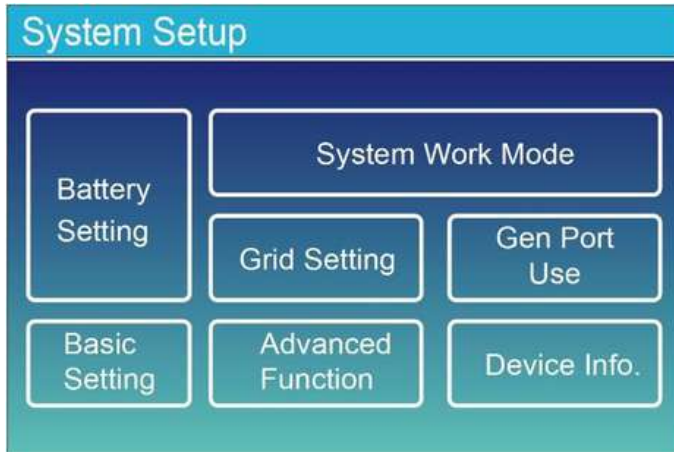 System Setup
Battery
Setting
System Work Mode
Grid Setting
Gen Port
Use
Basic
Setting
Advanced
Function
Device Info.